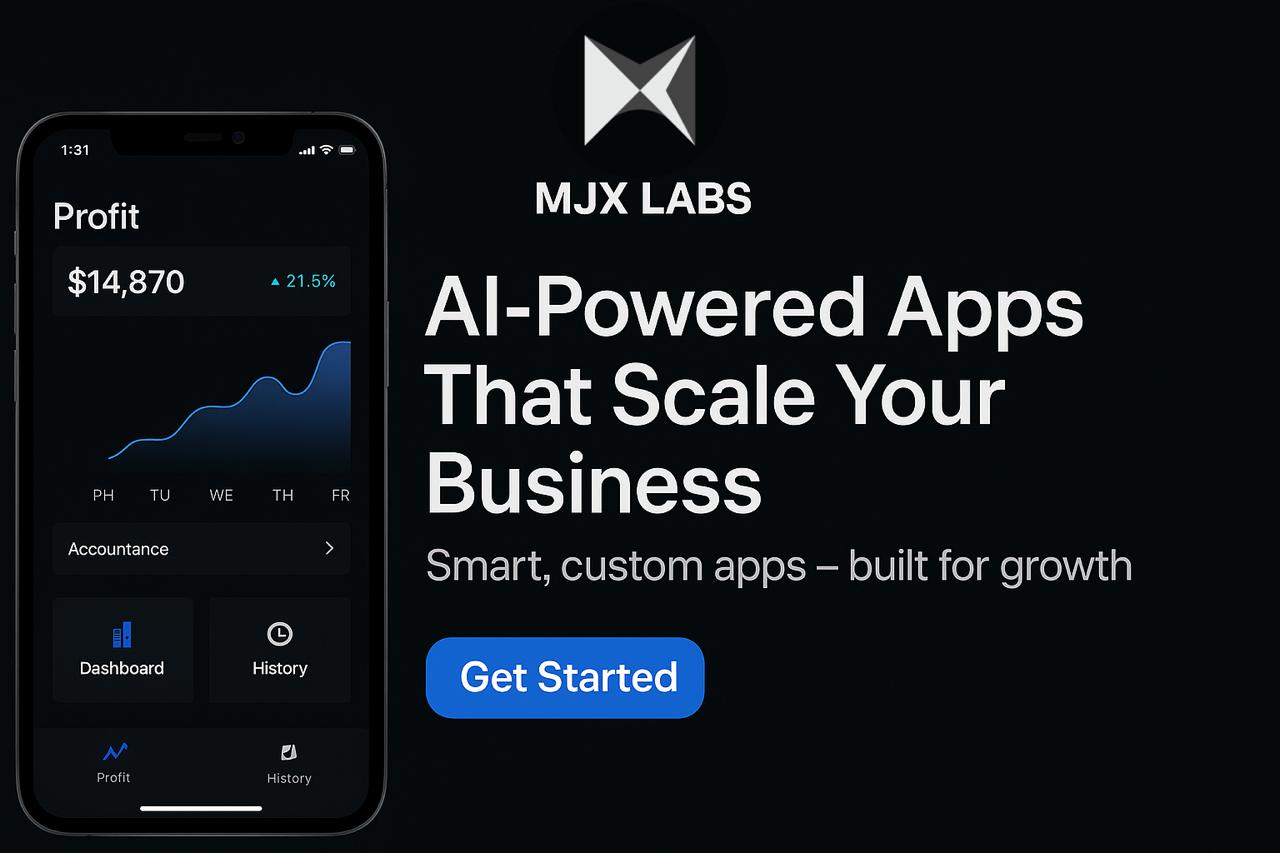 MJX LABS
AI-Powered Apps
That Scale Your
Business
Smart, custom apps – built for growth
Get Started
1:31
Profit
$14,870 ▲ 21.5%
PH TU WE TH FR
Accountance
Dashboard History
Profit History